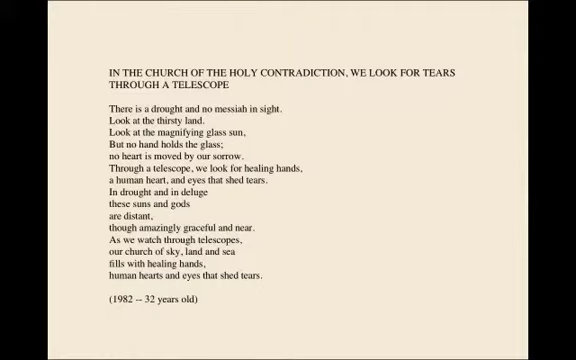 IN THE CHURCH OF THE HOLY CONTRADICTION, WE LOOK FOR TEARS
THROUGH A TELESCOPE
There is a drought and no messiah in sight.
Look at the thirsty land.
Look at the magnifying glass sun,
But no hand holds the glass;
no heart is moved by our sorrow.
Through a telescope, we look for healing hands,
a human heart, and eyes that shed tears.
In drought and in deluge
these suns and gods
are distant,
though amazingly graceful and near.
As we watch through telescopes,
our church of sky, land and sea
fills with healing hands,
human hearts and eyes that shed tears.
(1982 -- 32 years old)